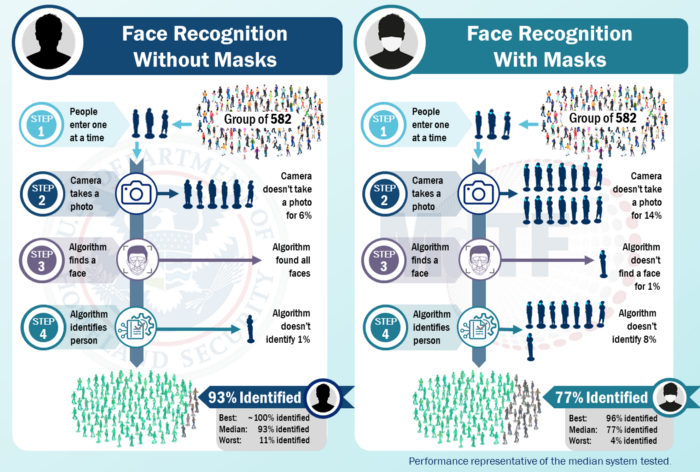 Face Recognition
Without Masks
STEP
1
People
enter one
at a time
Group of 582
STEP
2
Camera
takes a
photo
Camera
doesn't take
a photo
for 6%
STEP
3
Algorithm
finds a
face
Algorithm
found all
faces
STEP
4
Algorithm
identifies
person
Algorithm
doesn't
identify 1%
93% Identified
Best: ~100% identified
Median: 93% identified
Worst: 11% identified
Face Recognition
With Masks
STEP
1
People
enter one
at a time
Group of 582
STEP
2
Camera
takes a
photo
Camera
doesn't take
a photo
for 14%
STEP
3
Algorithm
finds a
face
Algorithm
doesn't
find a face
for 1%
STEP
4
Algorithm
identifies
person
Algorithm
doesn't
identify 8%
77% Identified
Best: 96% identified
Median: 77% identified
Worst: 4% identified
Performance representative of the median system tested